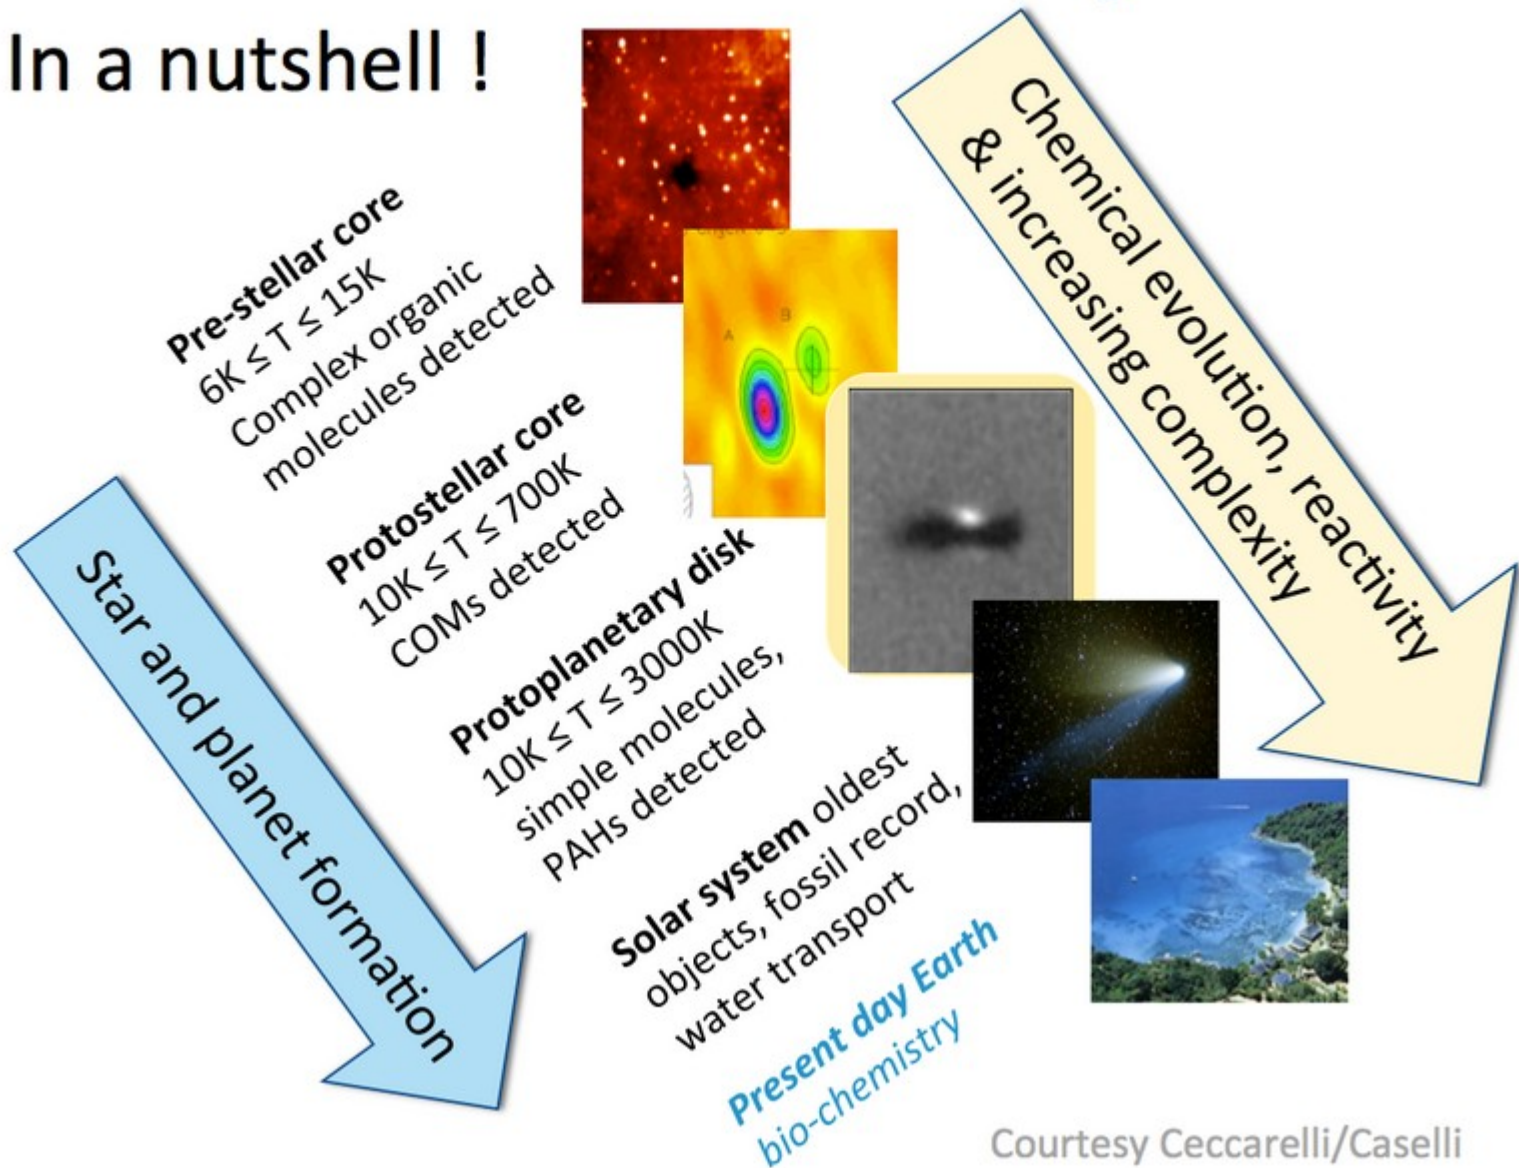 In a nutshell !
Pre-stellar core
6K ≤ T ≤ 15K
Complex organic
molecules detected
Protostellar core
10K ≤ T ≤ 700K
COMs detected
Protoplanetary disk
10K ≤ T ≤ 3000K
simple molecules,
PAHs detected
Solar system oldest
objects, fossil record,
water transport
Present day Earth
bio-chemistry
Star and planet formation
Chemical evolution, reactivity
& increasing complexity
A
B
Courtesy Ceccarelli/Caselli